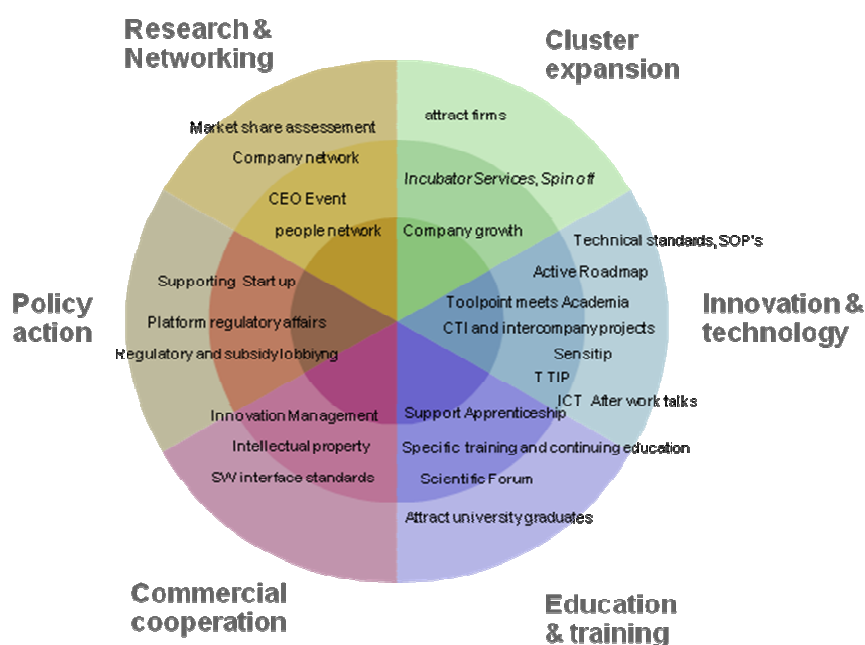 Research &
Networking
Cluster
expansion
Market share assessement
Company network
CEO Event
people network
attract firms
Incubator Services, Spin off
Company growth
Technical standards, SOP's
Active Roadmap
Toolpoint meets Academia
CTI and intercompany projects
Sensitip
T TIP
ICT After work talks
Innovation &
technology
Policy
action
Supporting Start up
Platform regulatory affairs
Regulatory and subsidy lobbiyng
Innovation Management
Intellectual property
SW interface standards
Support Apprenticeship
Specific training and continuing education
Scientific Forum
Attract university graduates
Commercial
cooperation
Education
& training